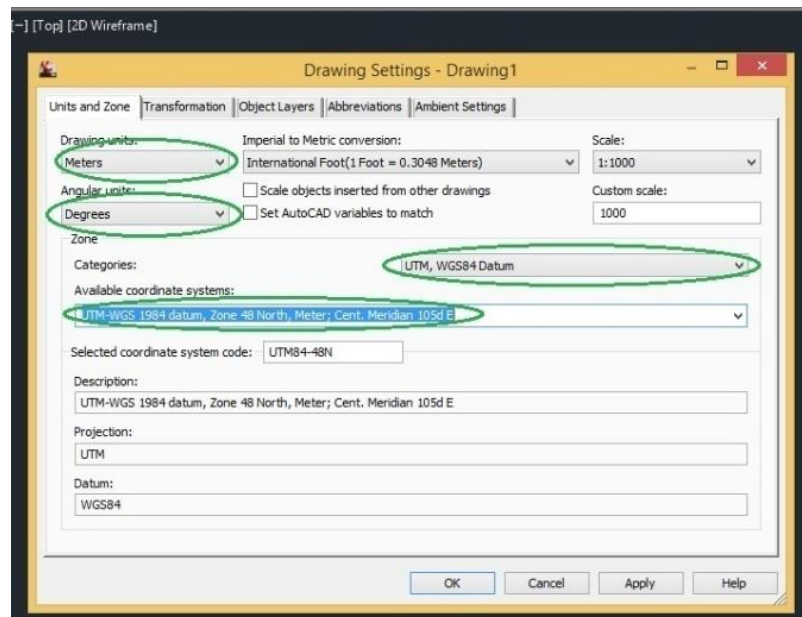 [−] [Top] [2D Wireframe]
Drawing Settings - Drawing1
Units and Zone Transformation Object Layers Abbreviations Ambient Settings
Drawing units: Imperial to Metric conversion: Scale:
Meters International Foot(1 Foot = 0.3048 Meters) 1:1000
Angular units: Scale objects inserted from other drawings Custom scale:
Degrees Set AutoCAD variables to match 1000
Zone
Categories: UTM, WGS84 Datum
Available coordinate systems:
UTM-WGS 1984 datum, Zone 48 North, Meter; Cent. Meridian 105d E
Selected coordinate system code: UTM84-48N
Description:
UTM-WGS 1984 datum, Zone 48 North, Meter; Cent. Meridian 105d E
Projection:
UTM
Datum:
WGS84
OK Cancel Apply Help